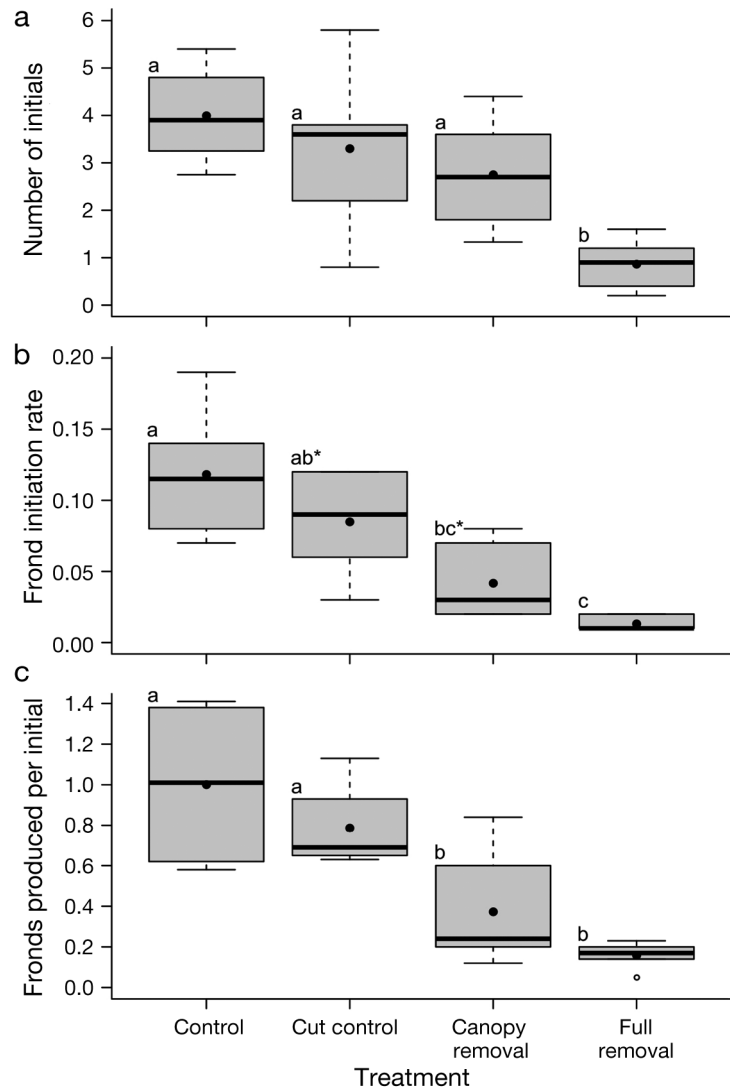 a
Number of initials
6
5
4
3
2
1
0
a
a
a
b
b
Frond initiation rate
0.20
0.15
0.10
0.05
0.00
a
ab*
bc*
c
c
Fronds produced per initial
1.4
1.2
1.0
0.8
0.6
0.4
0.2
0.0
a
a
b
b
Control
Cut control
Canopy
removal
Full
removal
Treatment